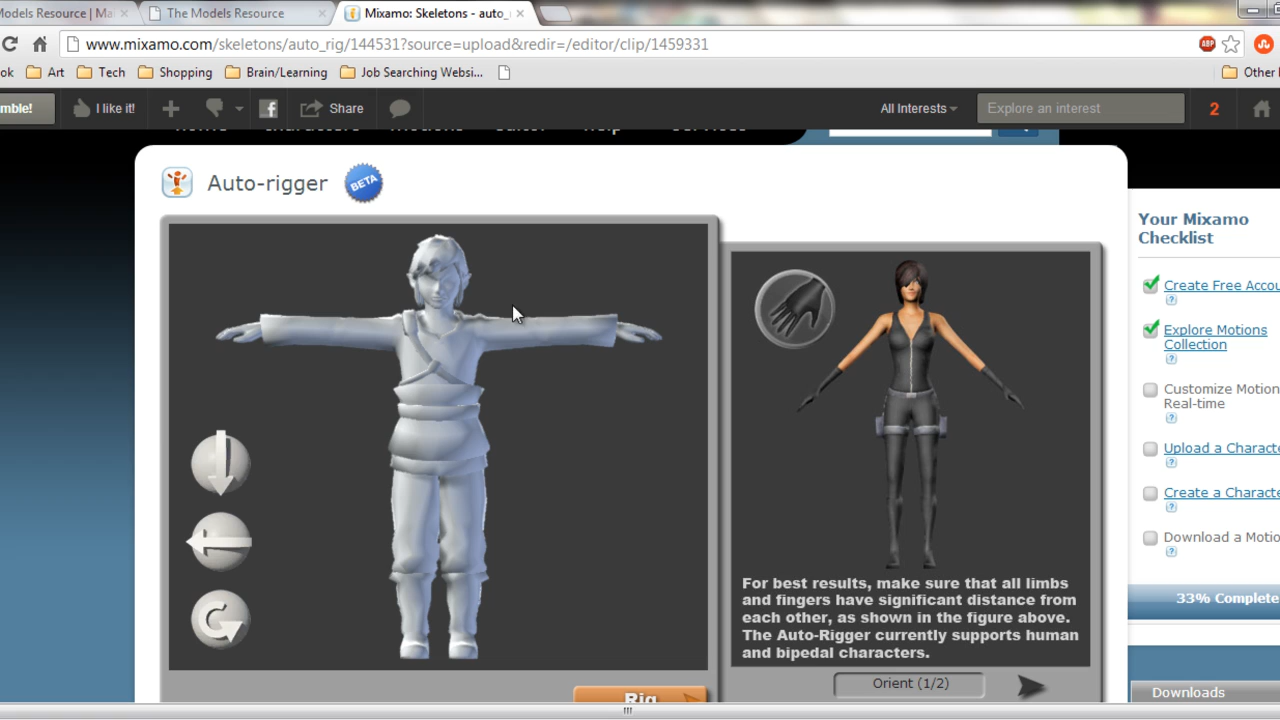 Models Resource | Ma
The Models Resource
Mixamo: Skeletons - auto_
www.mixamo.com/skeletons/auto_rig/144531?source=upload&redir=/editor/clip/1459331
ABP
ok
Art
Tech
Shopping
Brain/Learning
Job Searching Websi...
Other
mble!
I like it!
Share
All Interests
Explore an interest
2
Auto-rigger
BETA
Your Mixamo
Checklist
Create Free Accou
?
Explore Motions
Collection
?
Customize Motion
Real-time
?
Upload a Characte
?
Create a Characte
?
Download a Motio
?
33% Complete
For best results, make sure that all limbs
and fingers have significant distance from
each other, as shown in the figure above.
The Auto-Rigger currently supports human
and bipedal characters.
Rig
Orient (1/2)
Downloads